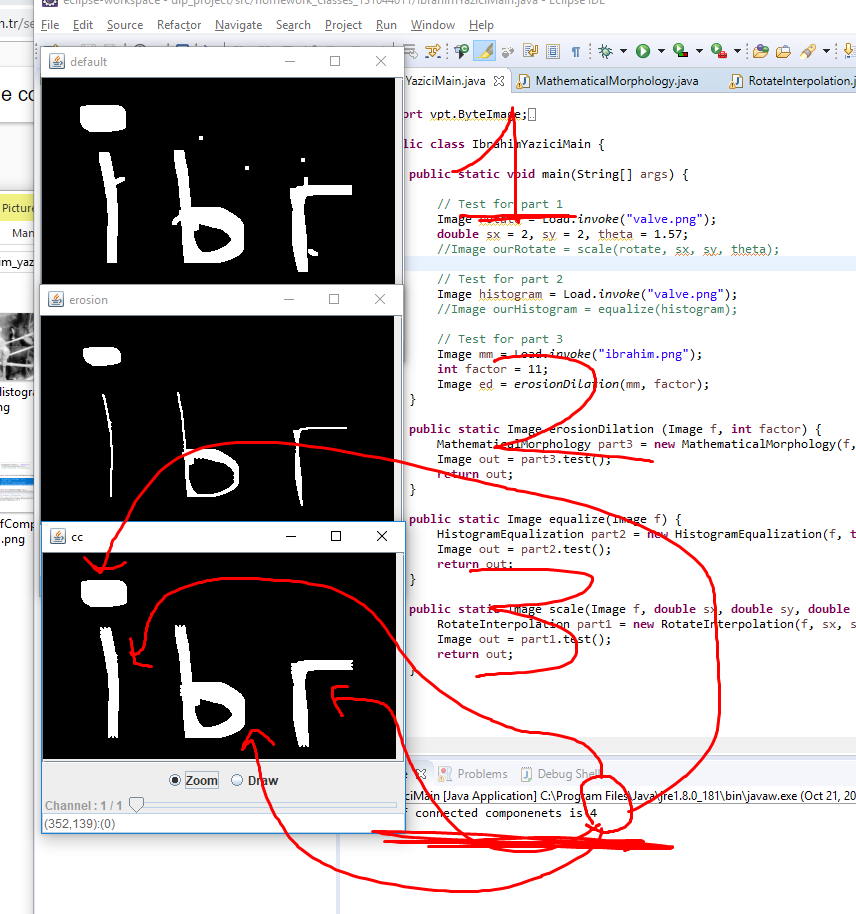 eclipse-workspace - dip_project/src/homework_classes_151044011/IbrahimYaziciMain.java - Eclipse IDE
File Edit Source Refactor Navigate Search Project Run Window Help
n.tr/se
e co
Picture
Man
im_yaz
istogra
ng
fComp
.png
default
YaziciMain.java MathematicalMorphology.java RotateInterpolation.j
ort vpt.ByteImage;
lic class IbrahimYaziciMain {
public static void main(String[] args) {
// Test for part 1
Image rotate = Load.invoke("valve.png");
double sx = 2, sy = 2, theta = 1.57;
//Image ourRotate = scale(rotate, sx, sy, theta);
// Test for part 2
Image histogram = Load.invoke("valve.png");
//Image ourHistogram = equalize(histogram);
// Test for part 3
Image mm = Load.invoke("ibrahim.png");
int factor = 11;
Image ed = erosionDilation(mm, factor);
}
public static Image erosionDilation (Image f, int factor) {
MathematicalMorphology part3 = new MathematicalMorphology(f,
Image out = part3.test();
return out;
}
public static Image equalize(Image f) {
HistogramEqualization part2 = new HistogramEqualization(f, t
Image out = part2.test();
return out;
}
public static Image scale(Image f, double sx, double sy, double
RotateInterpolation part1 = new RotateInterpolation(f, sx, s
Image out = part1.test();
return out;
}
1
2
3
ibr
erosion
ibr
cc
ibr
Zoom Draw
Channel : 1 / 1
(352,139):(0)
Problems Debug Shell
ciMain [Java Application] C:\Program Files\Java\jre1.8.0_181\bin\javaw.exe (Oct 21, 20
f connected componenets is 4